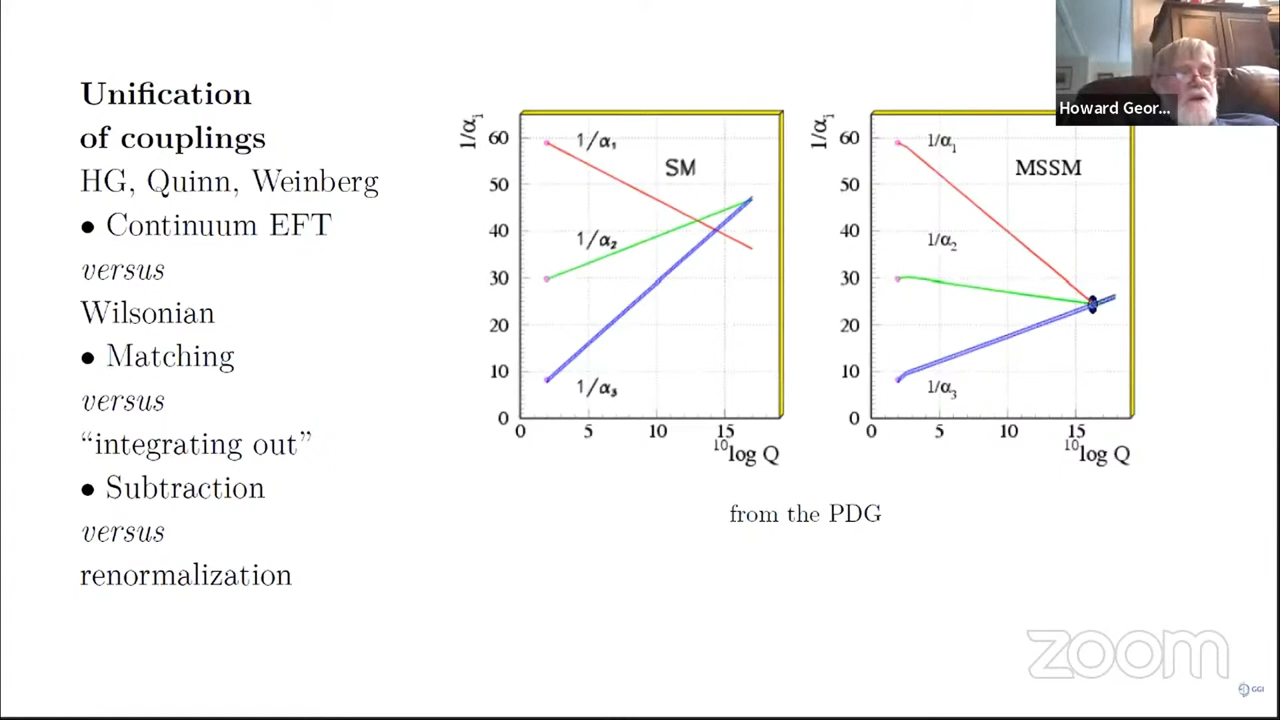 Unification
of couplings
HG, Quinn, Weinberg
• Continuum EFT
versus
Wilsonian
• Matching
versus
“integrating out”
• Subtraction
versus
renormalization
1/αi
60
50
40
30
20
10
0
1/α1
SM
1/α2
1/α3
0 5 10 15
10log Q
1/αi
60
50
40
30
20
10
0
1/α1
MSSM
1/α2
1/α3
0 5 10 15
10log Q
from the PDG
Howard Geor...
zoom
GGI